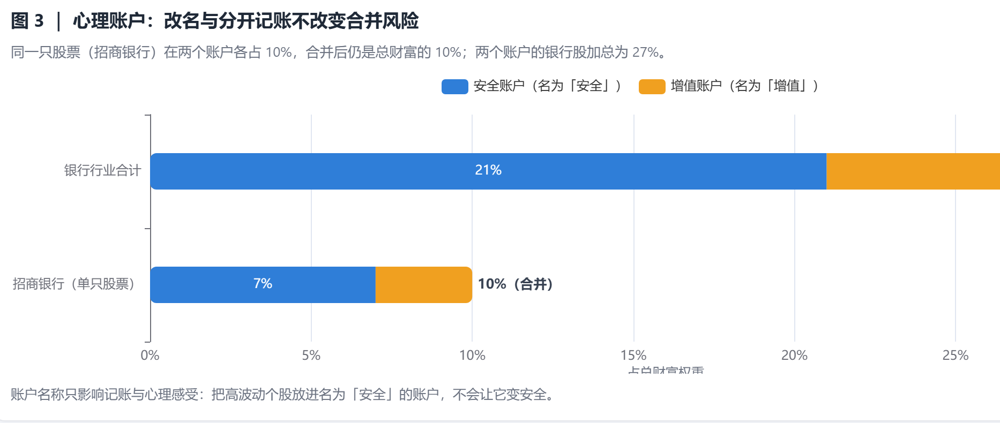 图 3 | 心理账户：改名与分开记账不改变合并风险
同一只股票（招商银行）在两个账户各占 10%，合并后仍是总财富的 10%；两个账户的银行股加总为 27%。
安全账户（名为「安全」） 增值账户（名为「增值」）
银行行业合计 21%
招商银行（单只股票） 7% 10%（合并）
0% 5% 10% 15% 20% 25%
占总财富权重
账户名称只影响记账与心理感受：把高波动个股放进名为「安全」的账户，不会让它变安全。